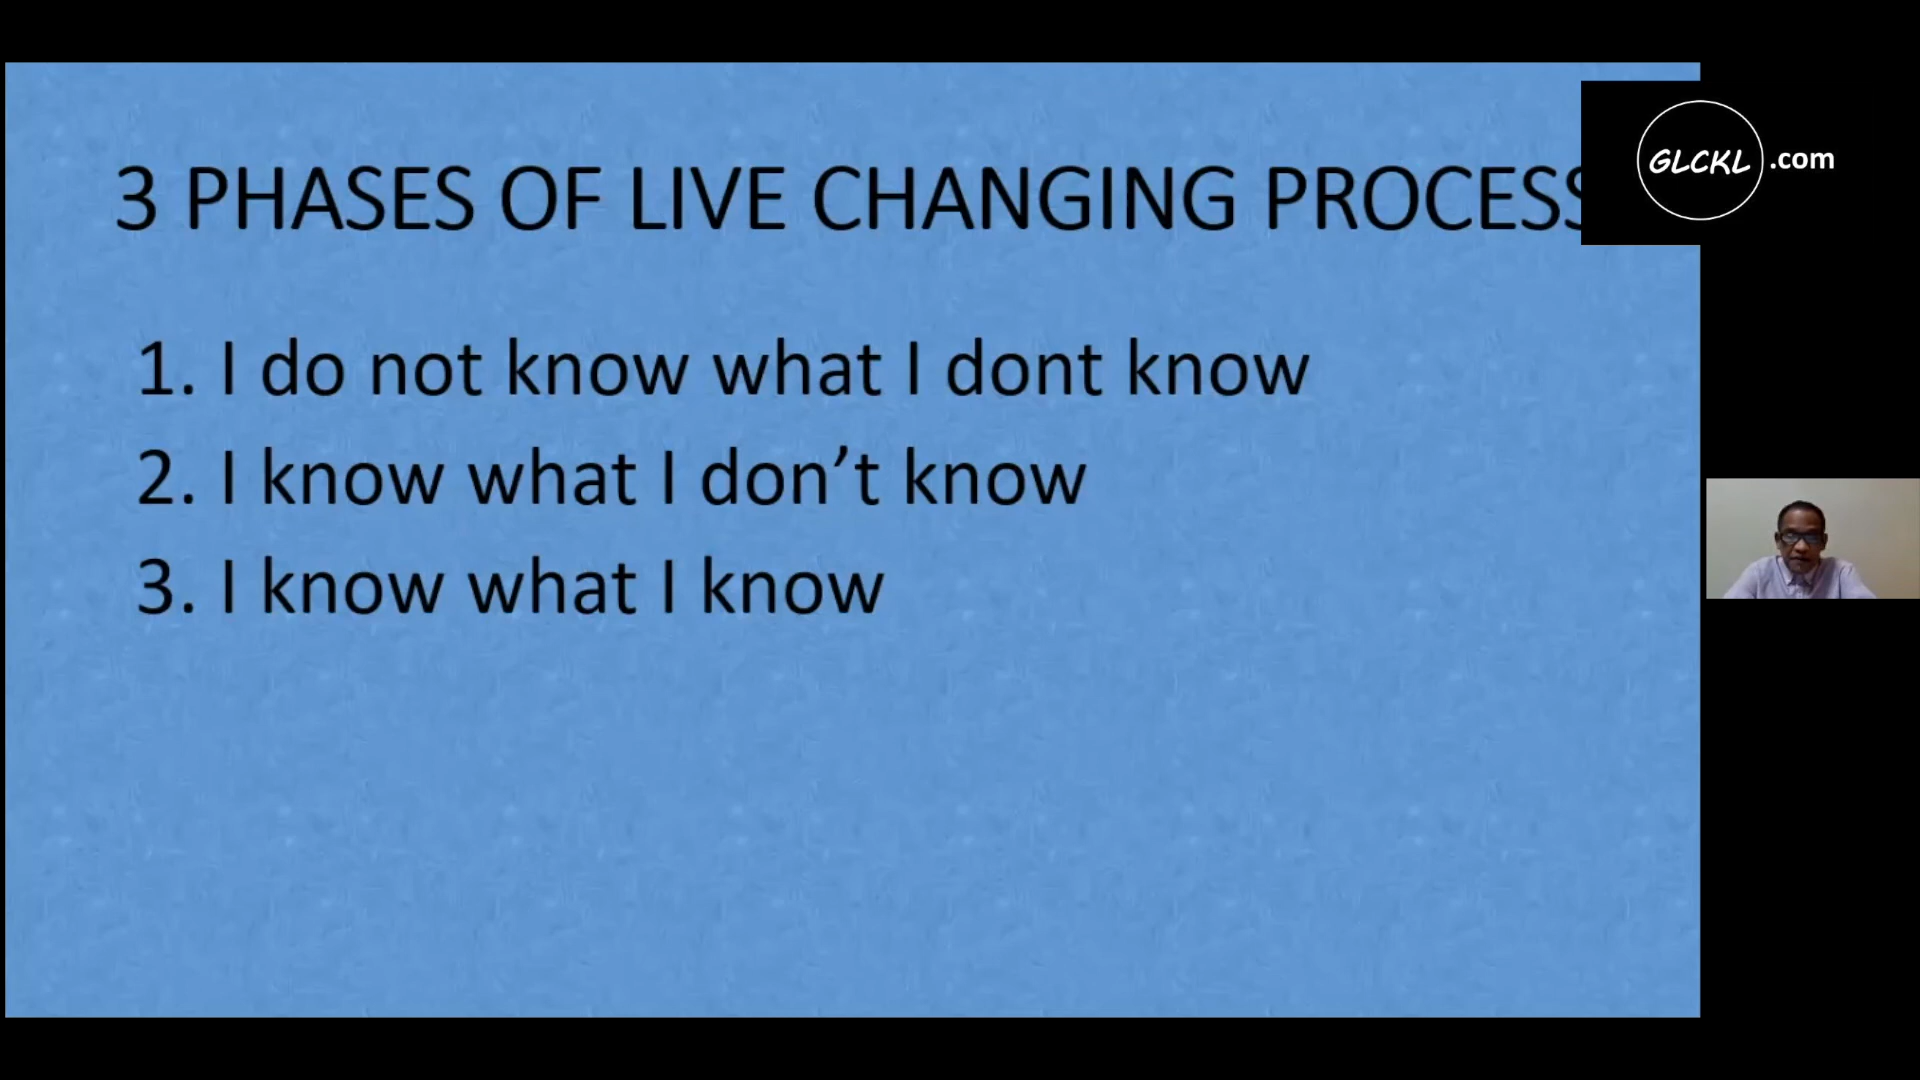 3 PHASES OF LIVE CHANGING PROCESS
GLCKL.com
1. I do not know what I dont know
2. I know what I don’t know
3. I know what I know